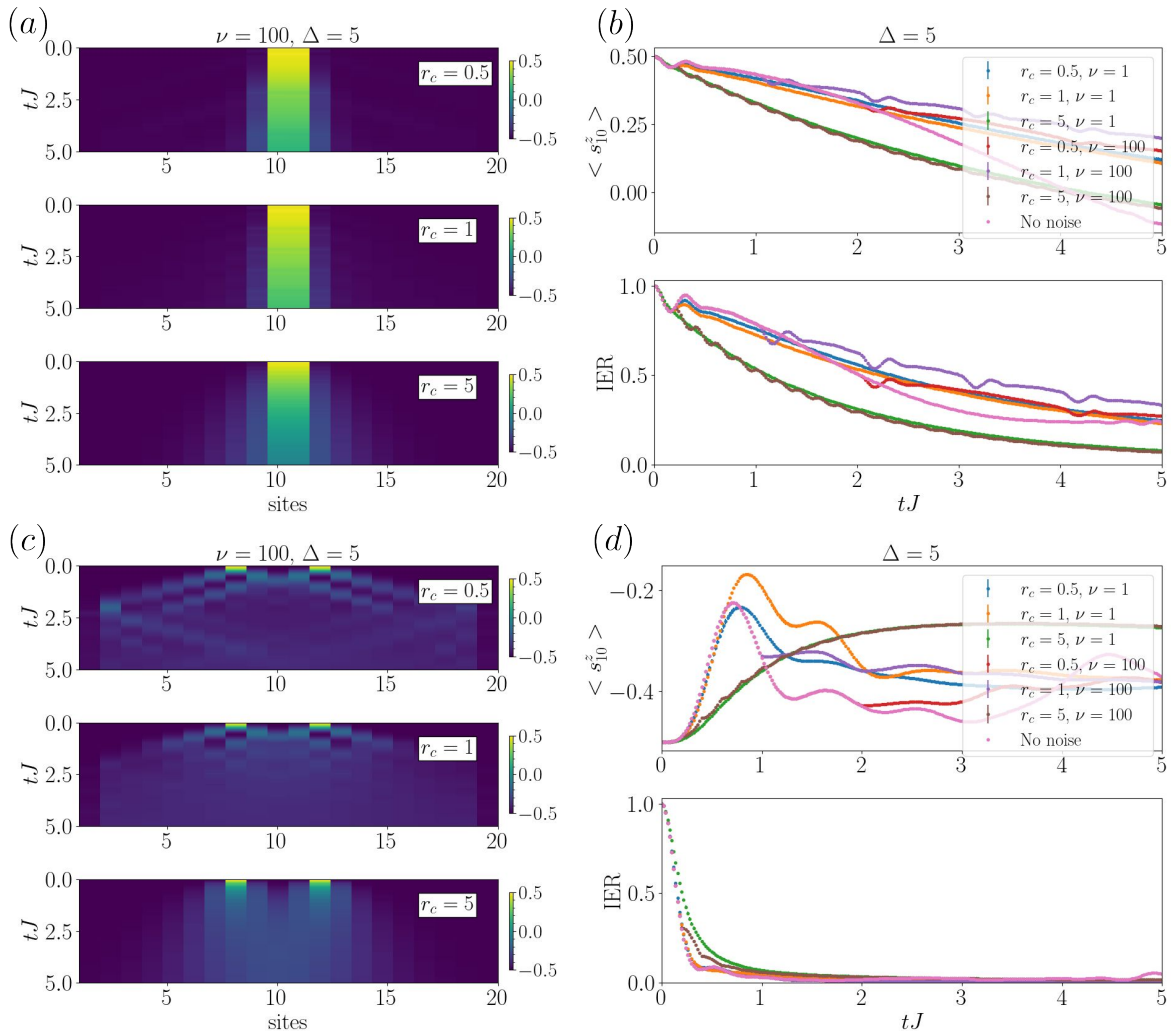 (a)
ν = 100, Δ = 5
0.0
2.5
5.0
tJ
r_c = 0.5
0.5
0.0
−0.5
5
10
15
20
0.0
2.5
5.0
tJ
r_c = 1
0.5
0.0
−0.5
5
10
15
20
0.0
2.5
5.0
tJ
r_c = 5
0.5
0.0
−0.5
5
10
15
20
sites
(b)
Δ = 5
0.50
0.25
0.00
< s^z_10 >
r_c = 0.5, ν = 1
r_c = 1, ν = 1
r_c = 5, ν = 1
r_c = 0.5, ν = 100
r_c = 1, ν = 100
r_c = 5, ν = 100
No noise
0
1
2
3
4
5
1.0
0.5
0.0
IER
0
1
2
3
4
5
tJ
(c)
ν = 100, Δ = 5
0.0
2.5
5.0
tJ
r_c = 0.5
0.5
0.0
−0.5
5
10
15
20
0.0
2.5
5.0
tJ
r_c = 1
0.5
0.0
−0.5
5
10
15
20
0.0
2.5
5.0
tJ
r_c = 5
0.5
0.0
−0.5
5
10
15
20
sites
(d)
Δ = 5
−0.2
−0.4
< s^z_10 >
r_c = 0.5, ν = 1
r_c = 1, ν = 1
r_c = 5, ν = 1
r_c = 0.5, ν = 100
r_c = 1, ν = 100
r_c = 5, ν = 100
No noise
0
1
2
3
4
5
1.0
0.5
0.0
IER
0
1
2
3
4
5
tJ